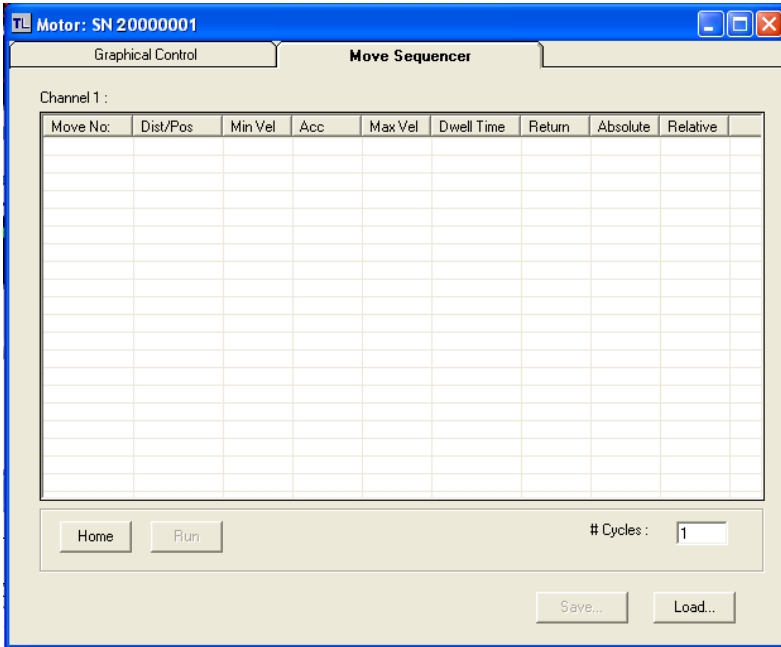 TL Motor: SN 20000001
Graphical Control Move Sequencer
Channel 1 :
Move No: Dist/Pos Min Vel Acc Max Vel Dwell Time Return Absolute Relative
Home Run # Cycles : 1
Save... Load...